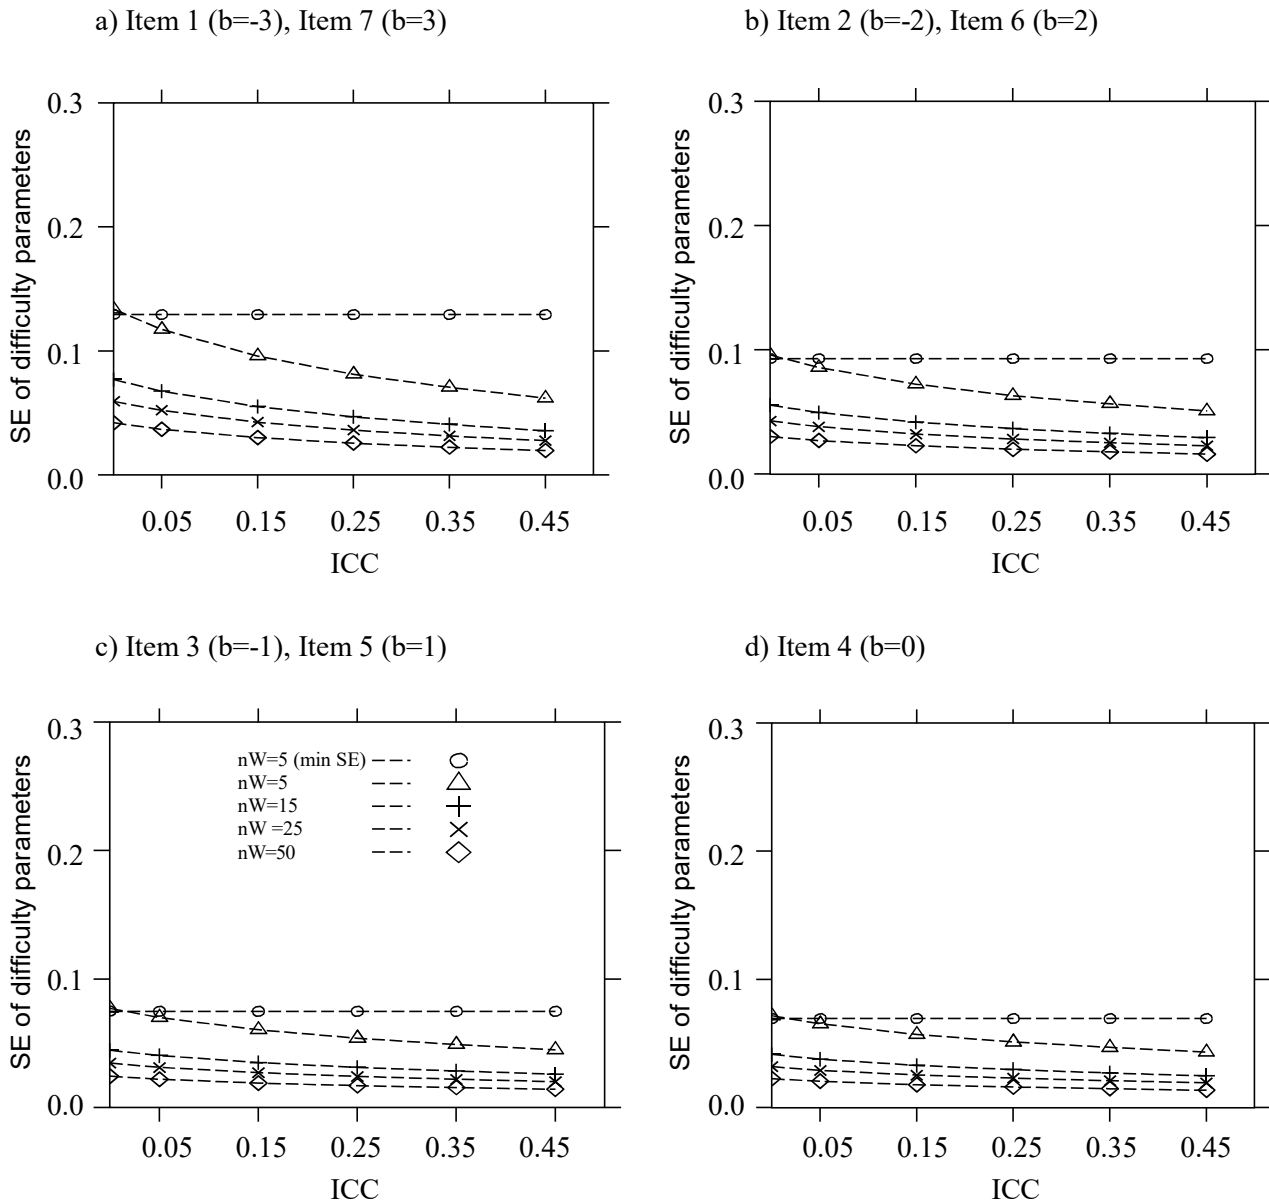 a) Item 1 (b=-3), Item 7 (b=3)
b) Item 2 (b=-2), Item 6 (b=2)
SE of difficulty parameters
0.3
0.2
0.1
0.0
0.05 0.15 0.25 0.35 0.45
ICC
SE of difficulty parameters
0.3
0.2
0.1
0.0
0.05 0.15 0.25 0.35 0.45
ICC
c) Item 3 (b=-1), Item 5 (b=1)
d) Item 4 (b=0)
SE of difficulty parameters
0.3
0.2
0.1
0.0
nW=5 (min SE)
nW=5
nW=15
nW =25
nW=50
0.05 0.15 0.25 0.35 0.45
ICC
SE of difficulty parameters
0.3
0.2
0.1
0.0
0.05 0.15 0.25 0.35 0.45
ICC